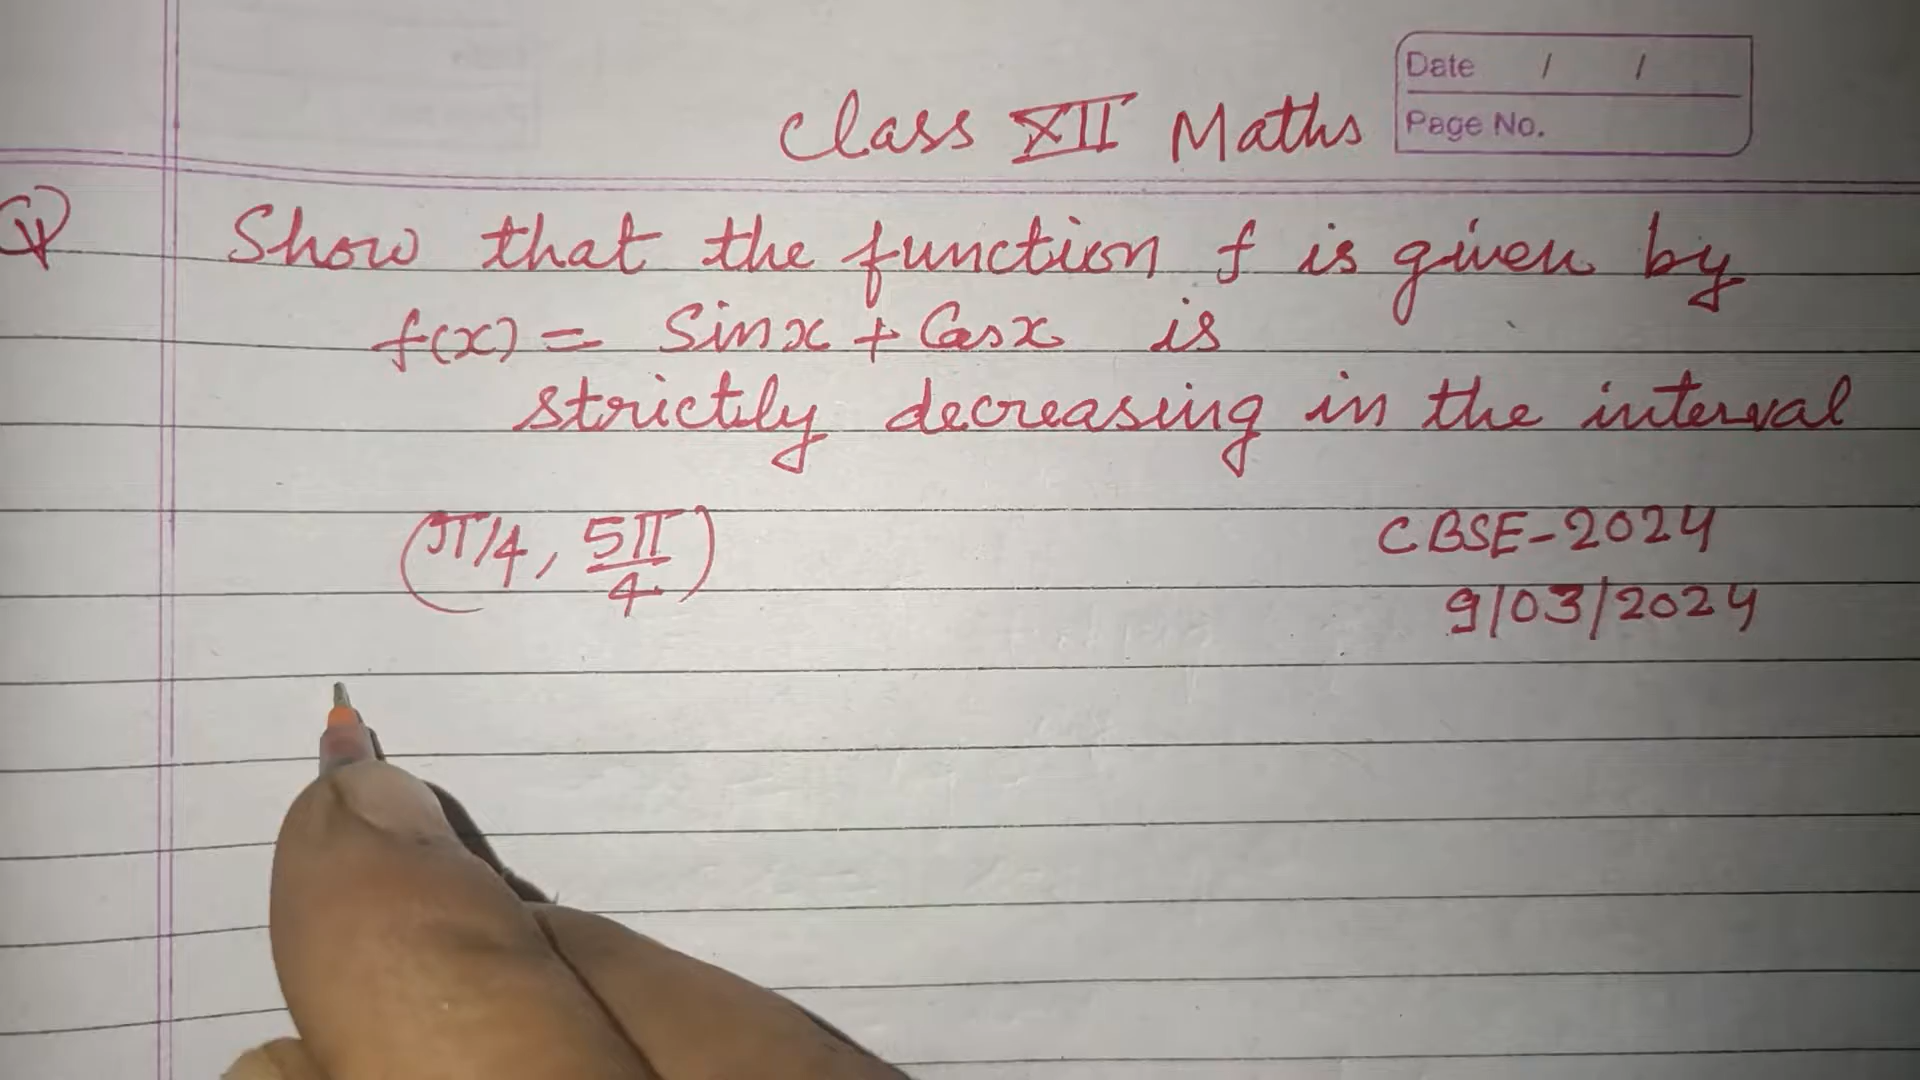 Date / /
Page No.
Class XII Maths
Q Show that the function f is given by
f(x) = Sinx + Cosx is
strictly decreasing in the interval
(π/4, 5π/4)
CBSE-2024
9/03/2024